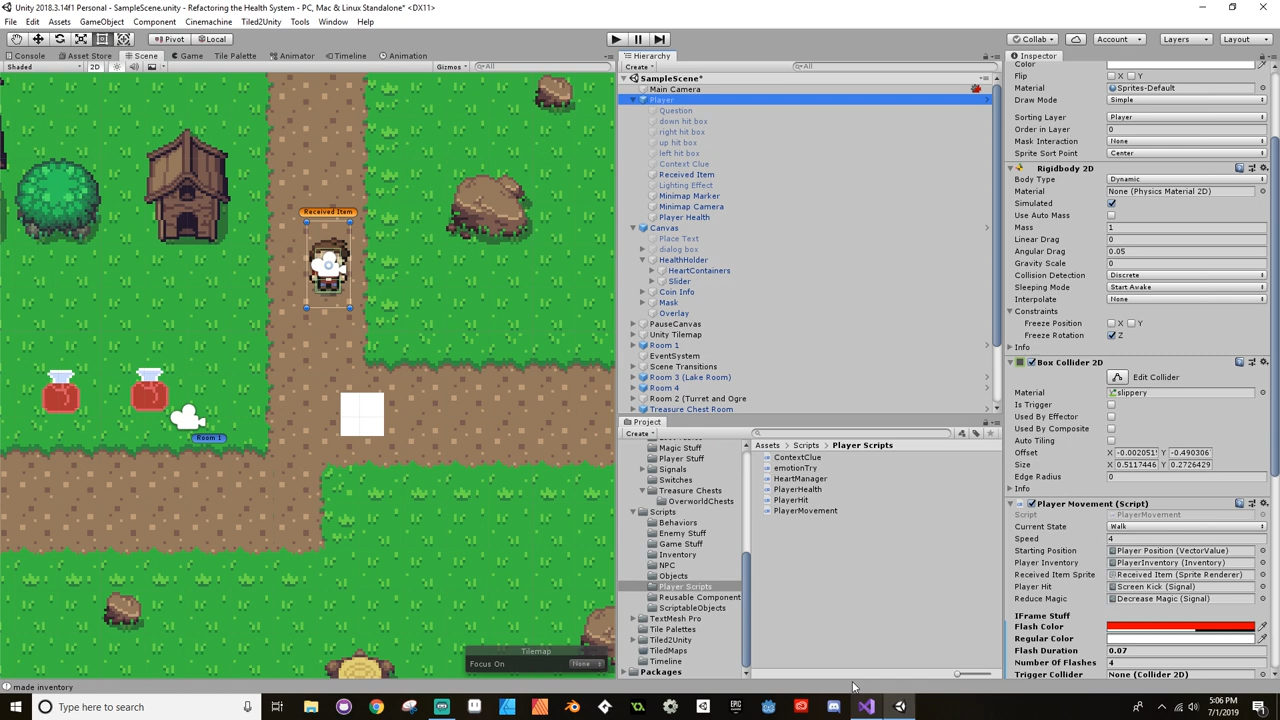 Unity 2018.3.14f1 Personal - SampleScene.unity - Refactoring the Health System - PC, Mac & Linux Standalone* <DX11>
File Edit Assets GameObject Component Cinemachine Tiled2Unity Tools Window Help
Pivot Local Collab Account Layers Layout
Console Asset Store Scene Game Tile Palette Animator Timeline Animation
Shaded 2D Gizmos All
Received Item
Room 1
Tilemap
Focus On None
Hierarchy
Create All
SampleScene*
Main Camera
Player
Question
down hit box
right hit box
up hit box
left hit box
Context Clue
Received Item
Lighting Effect
Minimap Marker
Minimap Camera
Player Health
Canvas
Place Text
dialog box
HealthHolder
HeartContainers
Slider
Coin Info
Mask
Overlay
PauseCanvas
Unity Tilemap
Room 1
EventSystem
Scene Transitions
Room 3 (Lake Room)
Room 4
Room 2 (Turret and Ogre
Treasure Chest Room
Project
Create
Magic Stuff
Player Stuff
Signals
Switches
Treasure Chests
OverworldChests
Scripts
Behaviors
Enemy Stuff
Game Stuff
Inventory
NPC
Objects
Player Scripts
Reusable Component
ScriptableObjects
TextMesh Pro
Tile Palettes
Tiled2Unity
TiledMaps
Timeline
Packages
Assets Scripts Player Scripts
ContextClue
emotionTry
HeartManager
PlayerHealth
PlayerHit
PlayerMovement
Inspector
Color
Flip X Y
Material Sprites-Default
Draw Mode Simple
Sorting Layer Player
Order in Layer 0
Mask Interaction None
Sprite Sort Point Center
Rigidbody 2D
Body Type Dynamic
Material None (Physics Material 2D)
Simulated
Use Auto Mass
Mass 1
Linear Drag 0
Angular Drag 0.05
Gravity Scale 0
Collision Detection Discrete
Sleeping Mode Start Awake
Interpolate None
Constraints
Freeze Position X Y
Freeze Rotation Z
Info
Box Collider 2D
Edit Collider
Material slippery
Is Trigger
Used By Effector
Used By Composite
Auto Tiling
Offset X -0.002051 Y -0.490306
Size X 0.5117446 Y 0.2726429
Edge Radius 0
Info
Player Movement (Script)
Script PlayerMovement
Current State Walk
Speed 4
Starting Position Player Position (VectorValue)
Player Inventory PlayerInventory (Inventory)
Received Item Sprite Received Item (Sprite Renderer)
Player Hit Screen Kick (Signal)
Reduce Magic Decrease Magic (Signal)
IFrame Stuff
Flash Color
Regular Color
Flash Duration 0.07
Number Of Flashes 4
Trigger Collider None (Collider 2D)
made inventory
Type here to search
5:06 PM
7/1/2019